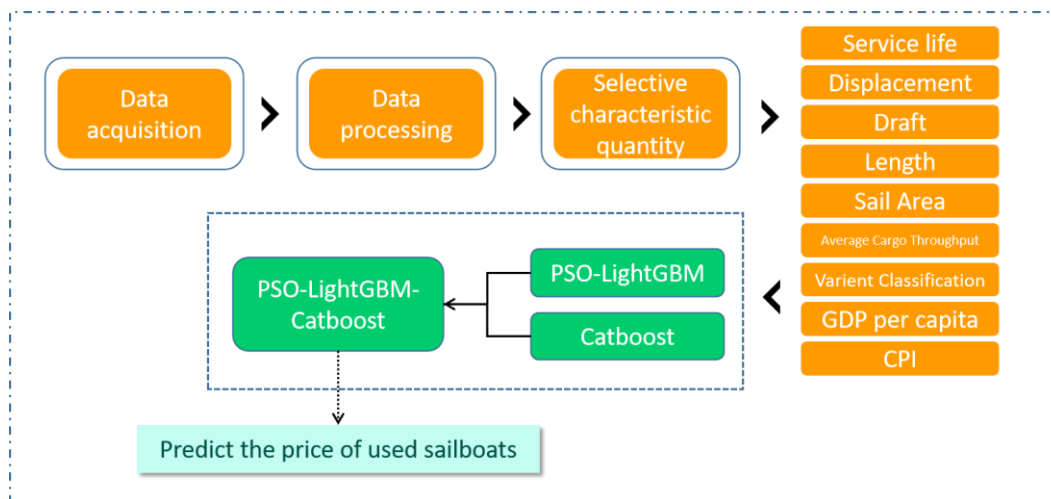 Data
acquisition
Data
processing
Selective
characteristic
quantity
Service life
Displacement
Draft
Length
Sail Area
Average Cargo Throughput
Varient Classification
GDP per capita
CPI
PSO-LightGBM
Catboost
PSO-LightGBM-
Catboost
Predict the price of used sailboats